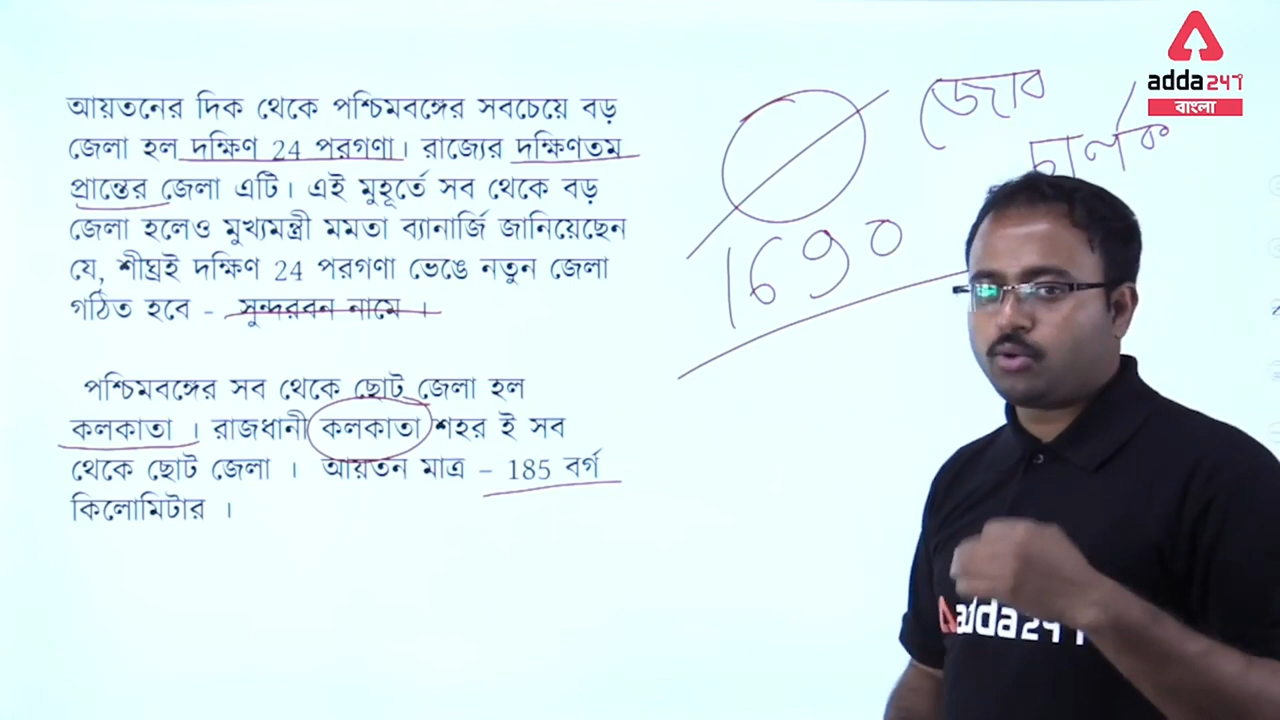 আয়তনের দিক থেকে পশ্চিমবঙ্গের সবচেয়ে বড়
জেলা হল দক্ষিণ 24 পরগণা। রাজ্যের দক্ষিণতম
প্রান্তের জেলা এটি। এই মুহূর্তে সব থেকে বড়
জেলা হলেও মুখ্যমন্ত্রী মমতা ব্যানার্জি জানিয়েছেন
যে, শীঘ্রই দক্ষিণ 24 পরগণা ভেঙে নতুন জেলা
গঠিত হবে - সুন্দরবন নামে ।
পশ্চিমবঙ্গের সব থেকে ছোট জেলা হল
কলকাতা । রাজধানী কলকাতা শহর ই সব
থেকে ছোট জেলা । আয়তন মাত্র – 185 বর্গ
কিলোমিটার ।
জোব
চার্নক
1690
adda247
বাংলা
adda247